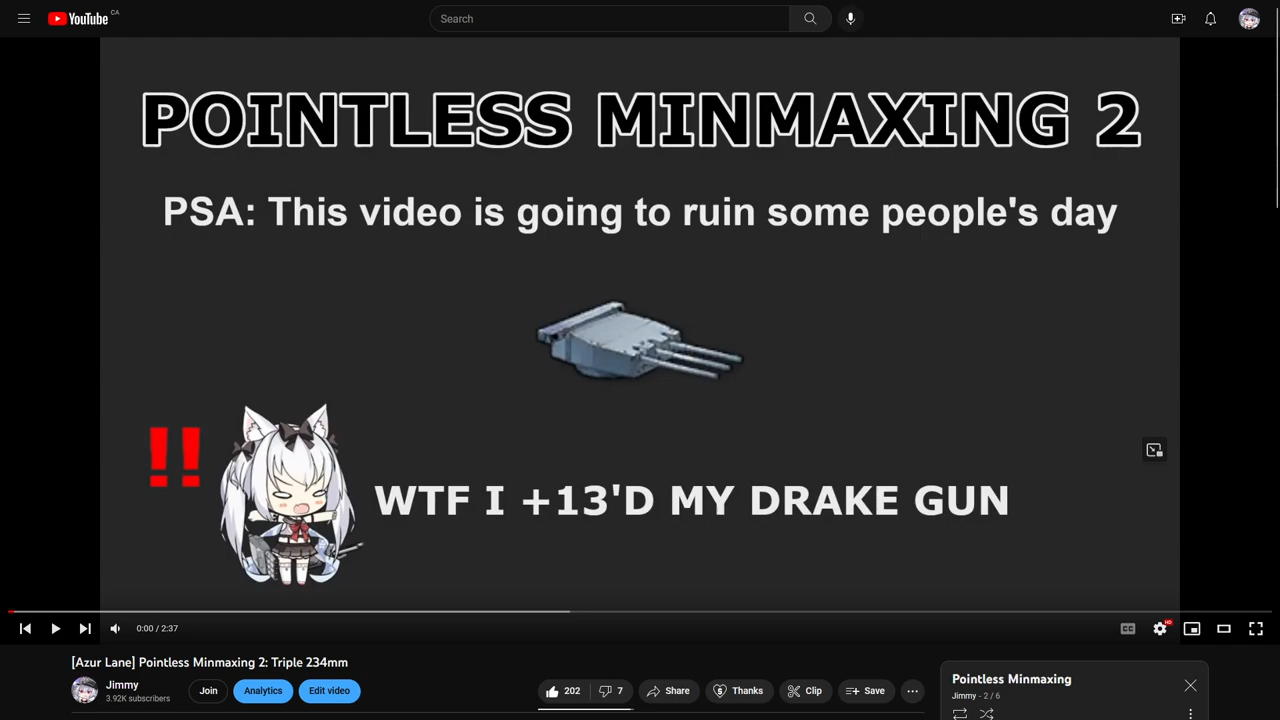 YouTube CA
Search
POINTLESS MINMAXING 2
PSA: This video is going to ruin some people's day
!!
WTF I +13'D MY DRAKE GUN
0:00 / 2:37
CC
HD
[Azur Lane] Pointless Minmaxing 2: Triple 234mm
Jimmy
3.92K subscribers
Join
Analytics
Edit video
202
7
Share
Thanks
Clip
Save
Pointless Minmaxing
Jimmy - 2 / 6